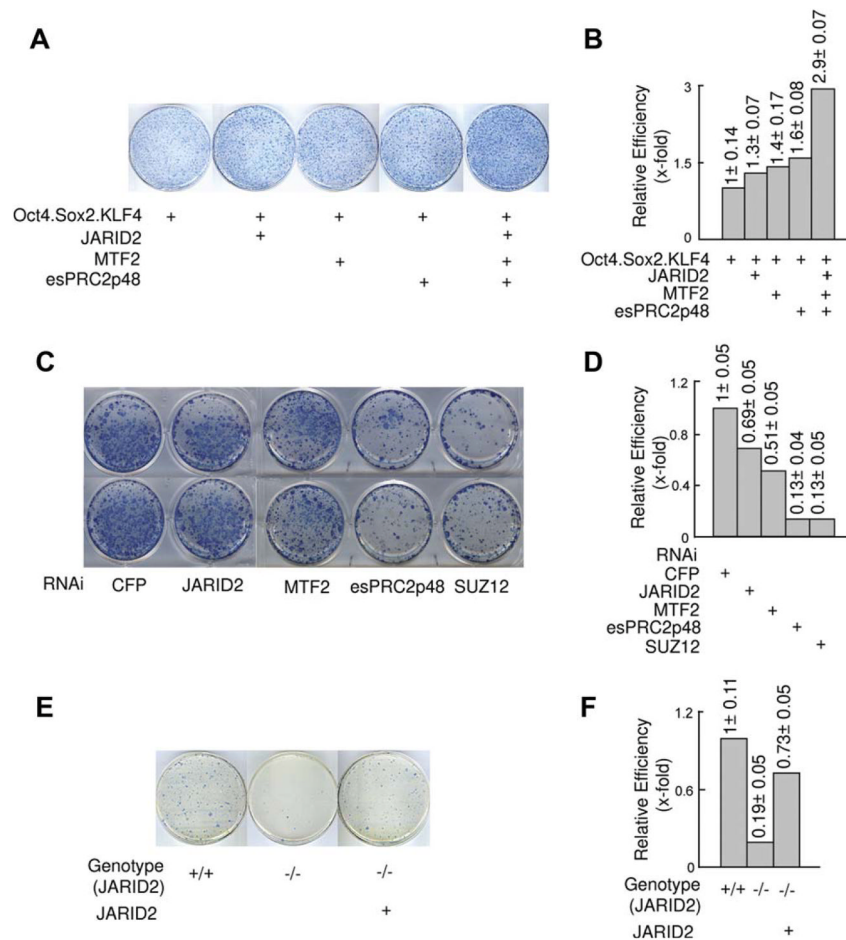 A
Oct4.Sox2.KLF4 + + + + +
JARID2 + +
MTF2 + +
esPRC2p48 + +
B
Relative Efficiency
(x-fold)
3
1.5
0
1± 0.14
1.3± 0.07
1.4± 0.17
1.6± 0.08
2.9± 0.07
Oct4.Sox2.KLF4 + + + + +
JARID2 + +
MTF2 + +
esPRC2p48 + +
C
RNAi CFP JARID2 MTF2 esPRC2p48 SUZ12
D
Relative Efficiency
(x-fold)
1.2
0.8
0.4
0
1± 0.05
0.69± 0.05
0.51± 0.05
0.13± 0.04
0.13± 0.05
RNAi
CFP +
JARID2 +
MTF2 +
esPRC2p48 +
SUZ12 +
E
Genotype
(JARID2) +/+ -/- -/-
JARID2 +
F
Relative Efficiency
(x-fold)
1.2
0.6
0
1± 0.11
0.19± 0.05
0.73± 0.05
Genotype
(JARID2) +/+ -/- -/-
JARID2 +